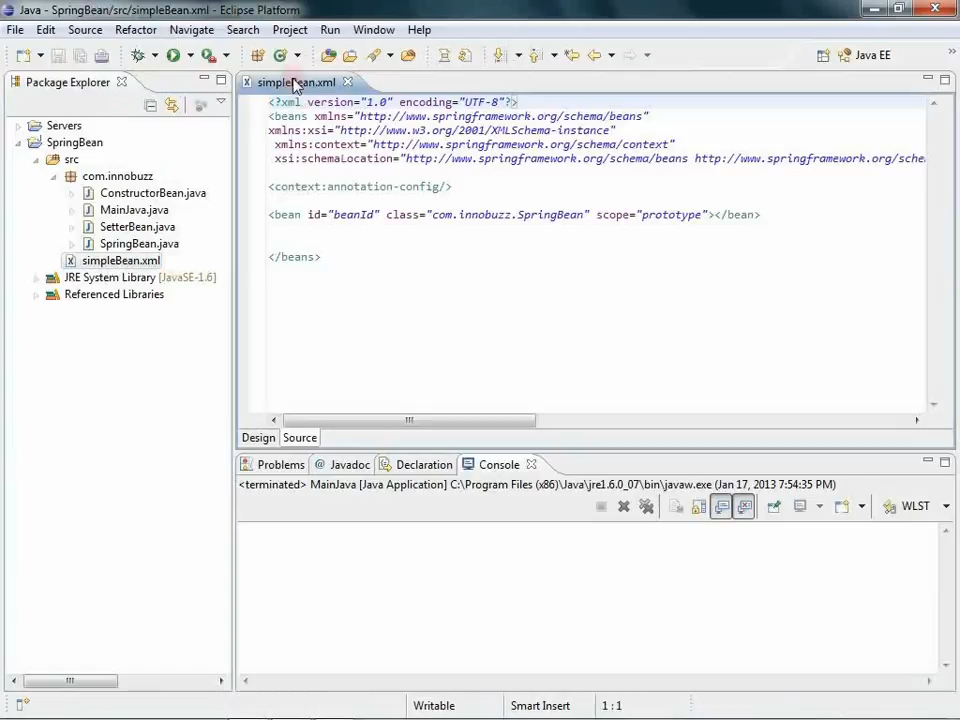 Java - SpringBean/src/simpleBean.xml - Eclipse Platform
File Edit Source Refactor Navigate Search Project Run Window Help
Java EE
Package Explorer
simpleBean.xml
Servers
SpringBean
src
com.innobuzz
ConstructorBean.java
MainJava.java
SetterBean.java
SpringBean.java
simpleBean.xml
JRE System Library [JavaSE-1.6]
Referenced Libraries
<?xml version="1.0" encoding="UTF-8"?>
<beans xmlns="http://www.springframework.org/schema/beans"
xmlns:xsi="http://www.w3.org/2001/XMLSchema-instance"
xmlns:context="http://www.springframework.org/schema/context"
xsi:schemaLocation="http://www.springframework.org/schema/beans http://www.springframework.org/sche
<context:annotation-config/>
<bean id="beanId" class="com.innobuzz.SpringBean" scope="prototype"></bean>
</beans>
Design Source
Problems Javadoc Declaration Console
<terminated> MainJava [Java Application] C:\Program Files (x86)\Java\jre1.6.0_07\bin\javaw.exe (Jan 17, 2013 7:54:35 PM)
WLST
Writable Smart Insert 1 : 1